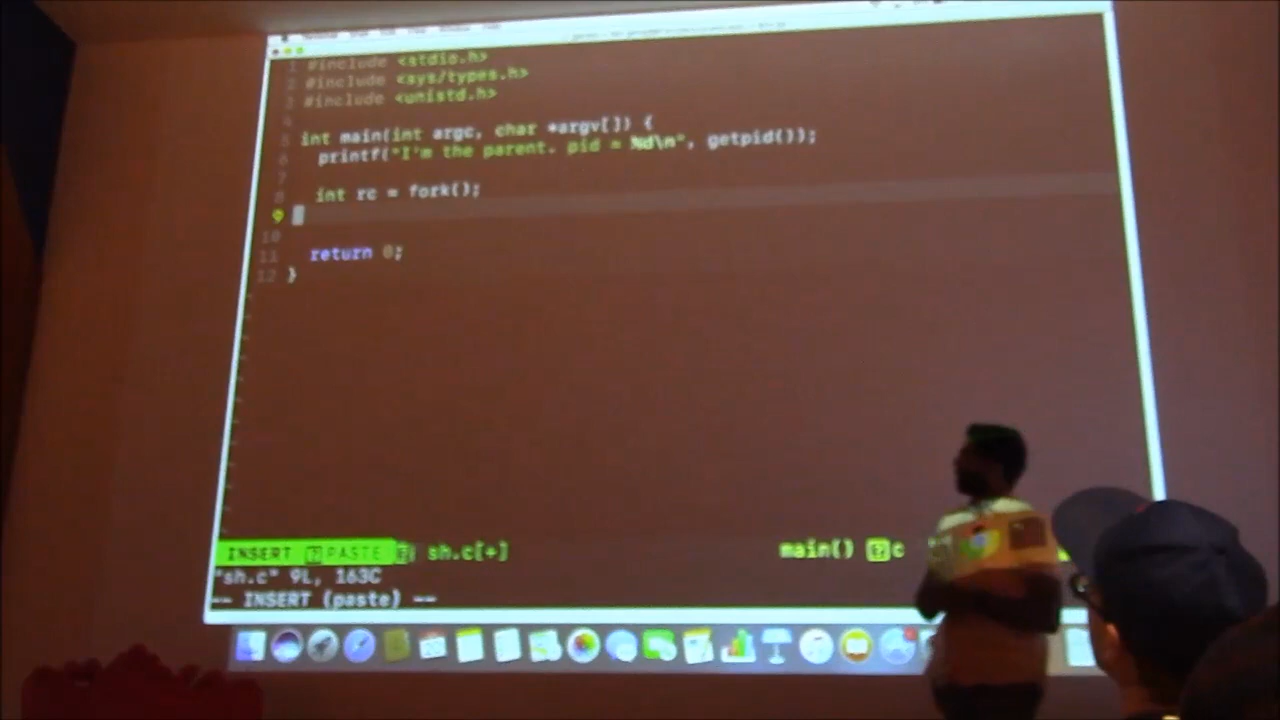 1 #include <stdio.h>
2 #include <sys/types.h>
3 #include <unistd.h>
4
5 int main(int argc, char *argv[]) {
6 printf("I'm the parent. pid = %d\n", getpid());
7
8 int rc = fork();
10
11 return 0;
12 }
INSERT PASTE sh.c[+] main() c
"sh.c" 9L, 163C
-- INSERT (paste) --